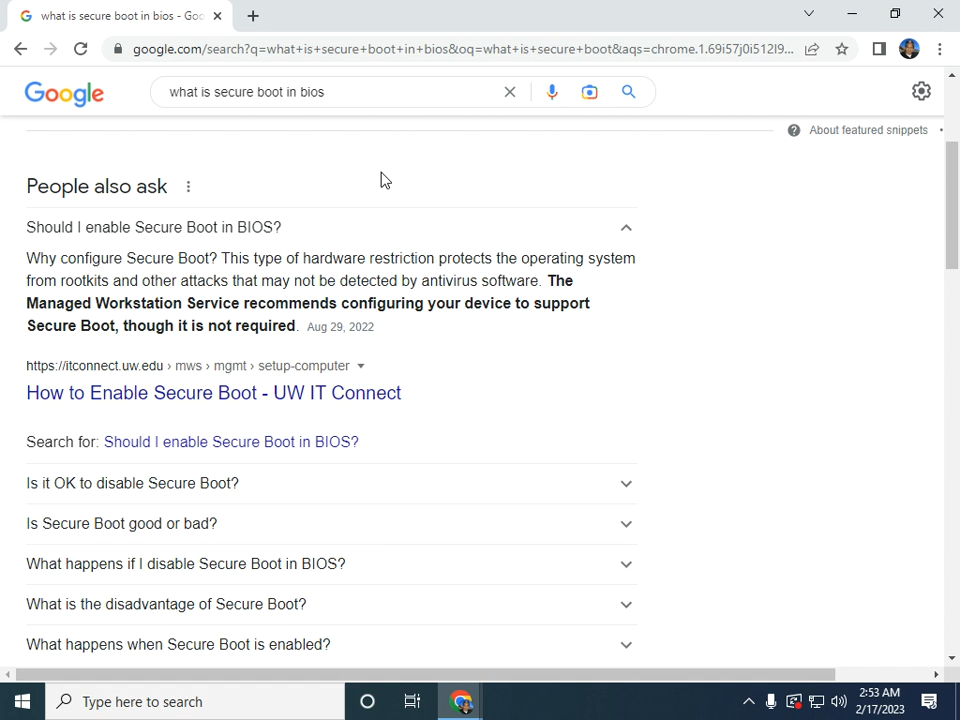 what is secure boot in bios - Goo
google.com/search?q=what+is+secure+boot+in+bios&oq=what+is+secure+boot&aqs=chrome.1.69i57j0i512l9...
Google
what is secure boot in bios
About featured snippets
People also ask
Should I enable Secure Boot in BIOS?
Why configure Secure Boot? This type of hardware restriction protects the operating system
from rootkits and other attacks that may not be detected by antivirus software. The
Managed Workstation Service recommends configuring your device to support
Secure Boot, though it is not required. Aug 29, 2022
https://itconnect.uw.edu › mws › mgmt › setup-computer
How to Enable Secure Boot - UW IT Connect
Search for: Should I enable Secure Boot in BIOS?
Is it OK to disable Secure Boot?
Is Secure Boot good or bad?
What happens if I disable Secure Boot in BIOS?
What is the disadvantage of Secure Boot?
What happens when Secure Boot is enabled?
Type here to search
2:53 AM
2/17/2023